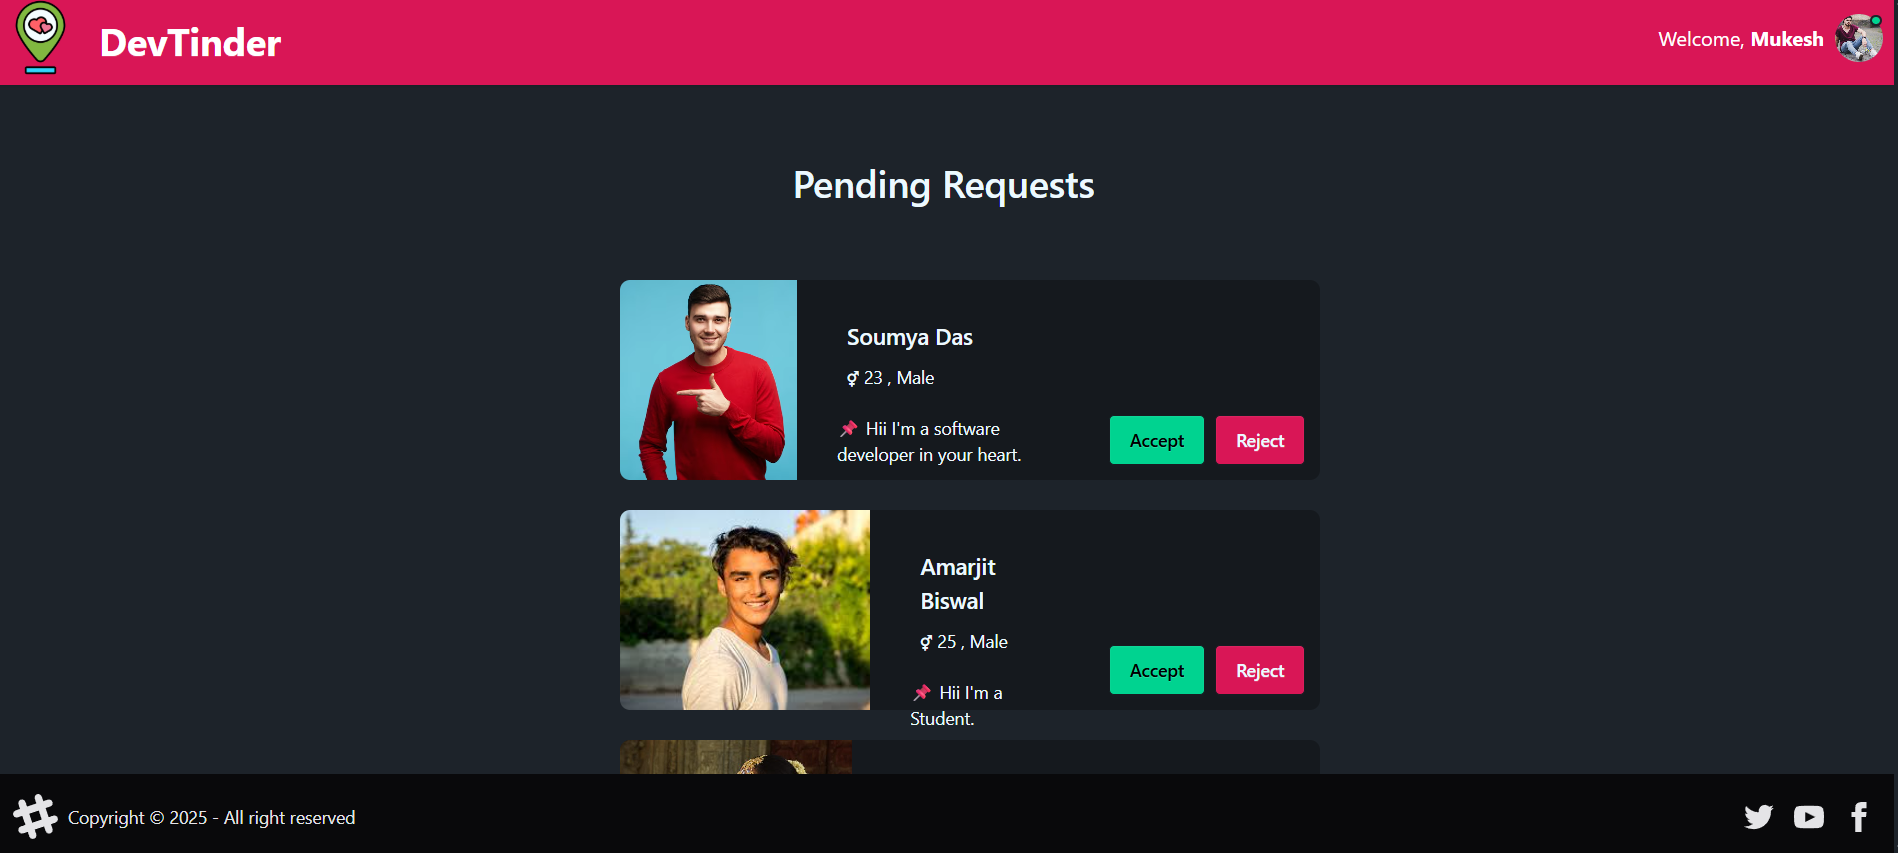 DevTinder
Welcome, Mukesh
Pending Requests
Soumya Das
⚥ 23 , Male
📌 Hii I'm a software
developer in your heart.
Accept
Reject
Amarjit
Biswal
⚥ 25 , Male
📌 Hii I'm a
Student.
Accept
Reject
Copyright © 2025 - All right reserved